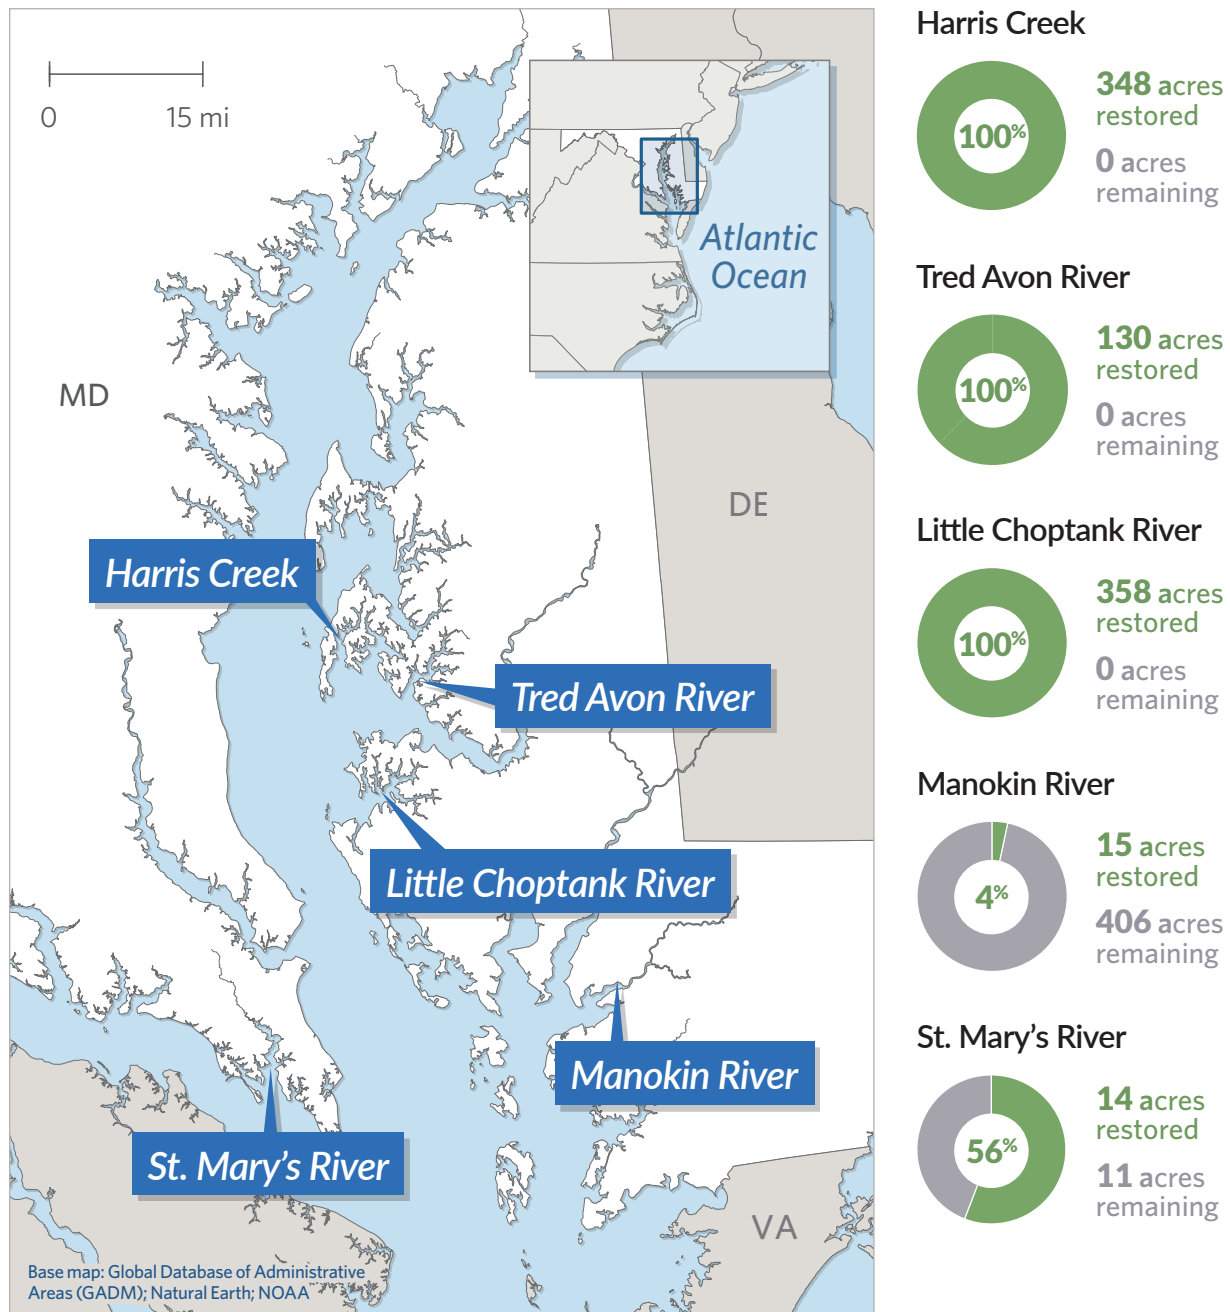 0
15 mi
Atlantic
Ocean
MD
DE
Harris Creek
Tred Avon River
Little Choptank River
Manokin River
St. Mary's River
VA
Base map: Global Database of Administrative
Areas (GADM); Natural Earth; NOAA
Harris Creek
100%
348 acres
restored
0 acres
remaining
Tred Avon River
100%
130 acres
restored
0 acres
remaining
Little Choptank River
100%
358 acres
restored
0 acres
remaining
Manokin River
4%
15 acres
restored
406 acres
remaining
St. Mary's River
56%
14 acres
restored
11 acres
remaining